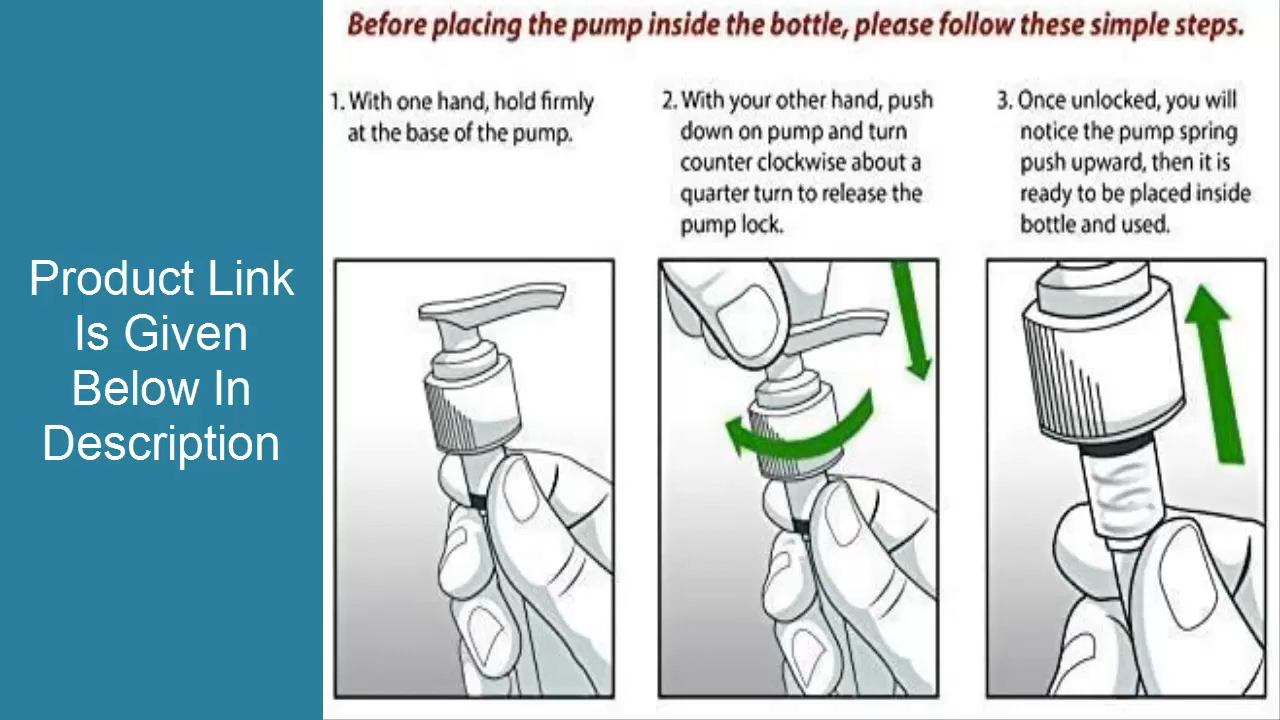 Before placing the pump inside the bottle, please follow these simple steps.
1. With one hand, hold firmly
at the base of the pump.
2. With your other hand, push
down on pump and turn
counter clockwise about a
quarter turn to release the
pump lock.
3. Once unlocked, you will
notice the pump spring
push upward, then it is
ready to be placed inside
bottle and used.
Product Link
Is Given
Below In
Description